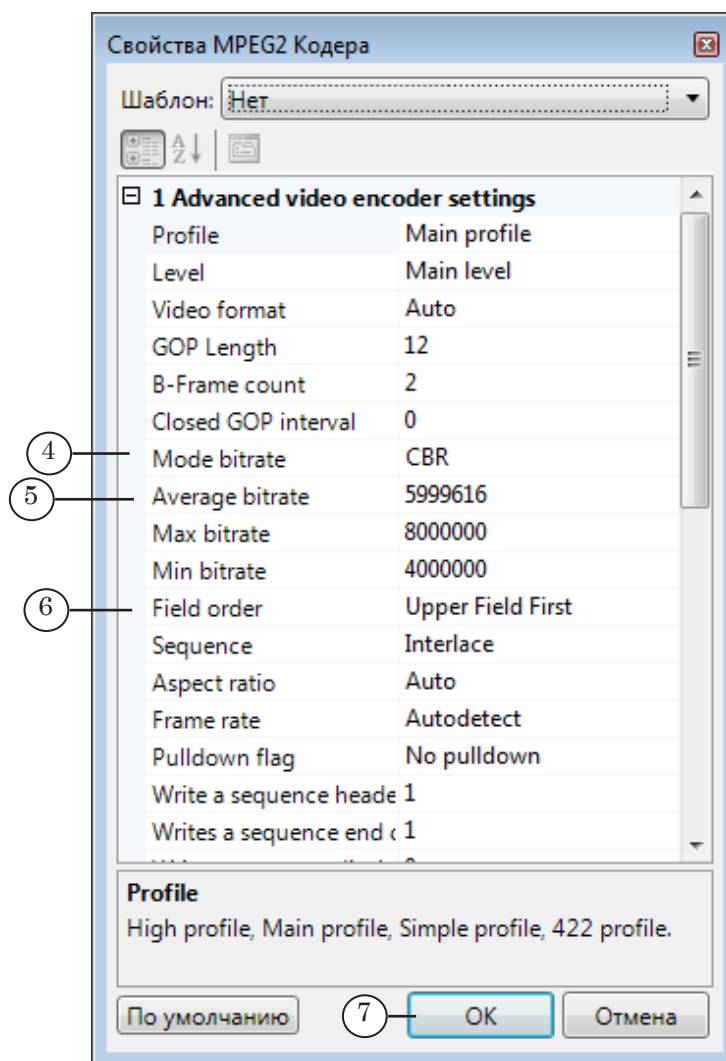 Свойства MPEG2 Кодера
Шаблон: Нет
1 Advanced video encoder settings
Profile Main profile
Level Main level
Video format Auto
GOP Length 12
B-Frame count 2
Closed GOP interval 0
4 Mode bitrate CBR
5 Average bitrate 5999616
Max bitrate 8000000
Min bitrate 4000000
6 Field order Upper Field First
Sequence Interlace
Aspect ratio Auto
Frame rate Autodetect
Pulldown flag No pulldown
Write a sequence heade 1
Writes a sequence end 1
Profile
High profile, Main profile, Simple profile, 422 profile.
По умолчанию 7 OK Отмена